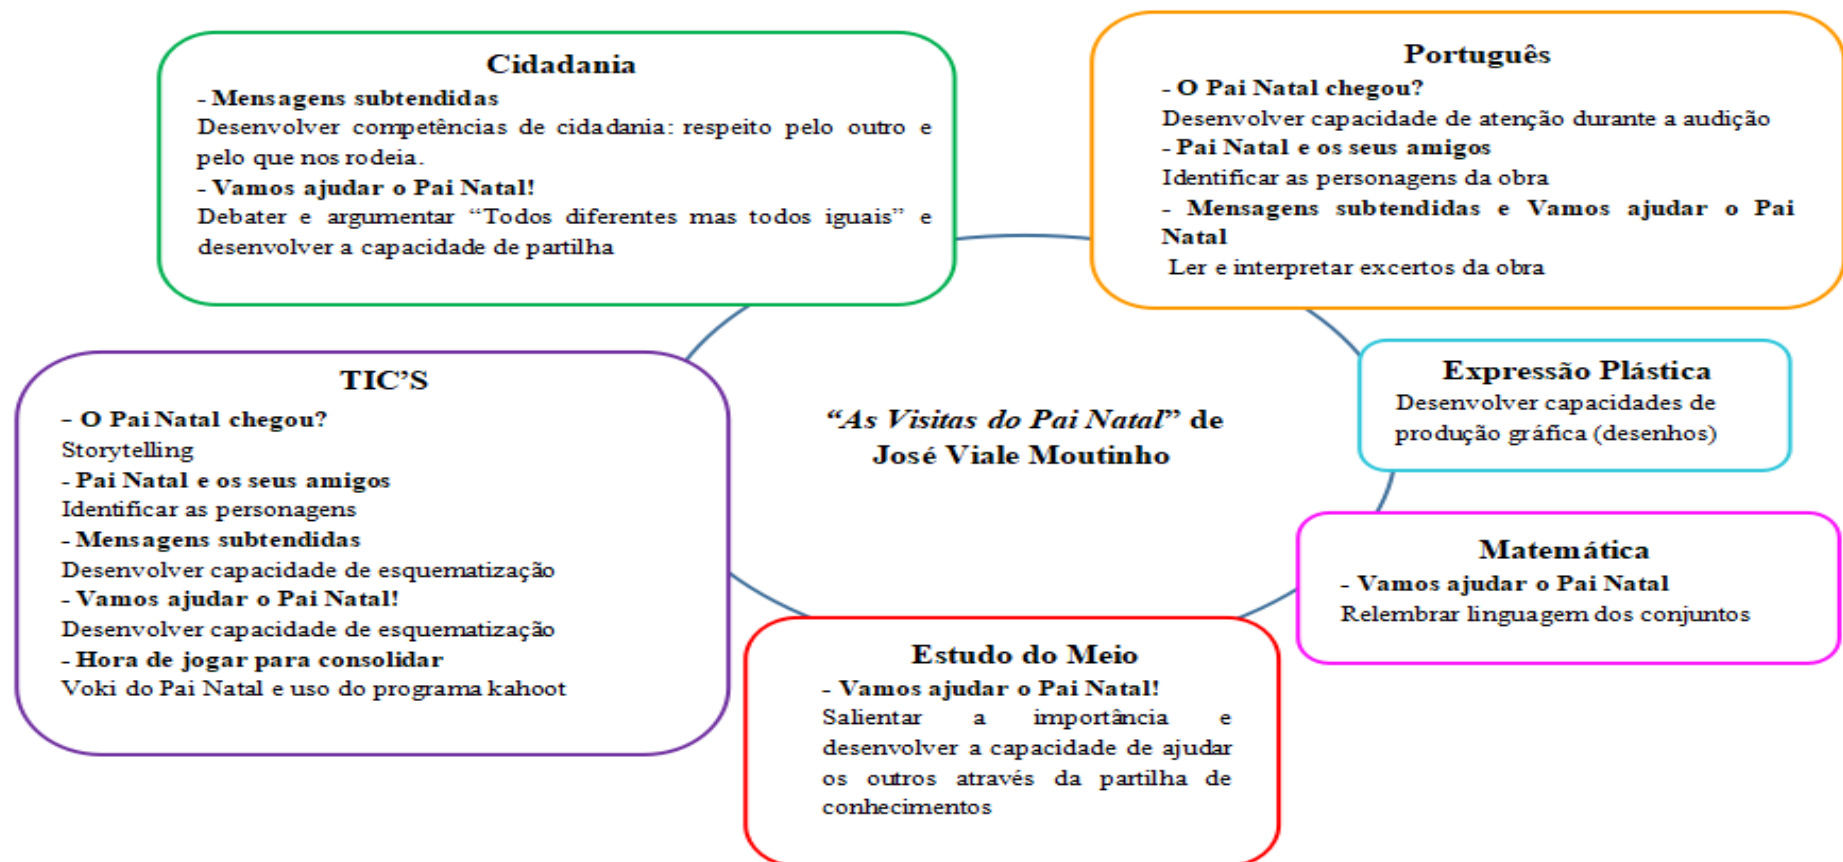 Cidadania
- Mensagens subtendidas
Desenvolver competências de cidadania: respeito pelo outro e
pelo que nos rodeia.
- Vamos ajudar o Pai Natal!
Debater e argumentar “Todos diferentes mas todos iguais” e
desenvolver a capacidade de partilha
Português
- O Pai Natal chegou?
Desenvolver capacidade de atenção durante a audição
- Pai Natal e os seus amigos
Identificar as personagens da obra
- Mensagens subtendidas e Vamos ajudar o Pai
Natal
Ler e interpretar excertos da obra
TIC’S
- O Pai Natal chegou?
Storytelling
- Pai Natal e os seus amigos
Identificar as personagens
- Mensagens subtendidas
Desenvolver capacidade de esquematização
- Vamos ajudar o Pai Natal!
Desenvolver capacidade de esquematização
- Hora de jogar para consolidar
Voki do Pai Natal e uso do programa kahoot
“As Visitas do Pai Natal” de
José Viale Moutinho
Expressão Plástica
Desenvolver capacidades de
produção gráfica (desenhos)
Matemática
- Vamos ajudar o Pai Natal
Relembrar linguagem dos conjuntos
Estudo do Meio
- Vamos ajudar o Pai Natal!
Salientar a importância e
desenvolver a capacidade de ajudar
os outros através da partilha de
conhecimentos